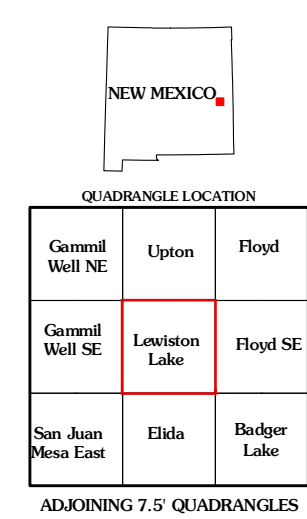 NEW MEXICO
QUADRANGLE LOCATION
Gammil
Well NE
Upton
Floyd
Gammil
Well SE
Lewiston
Lake
Floyd SE
San Juan
Mesa East
Elida
Badger
Lake
ADJOINING 7.5' QUADRANGLES